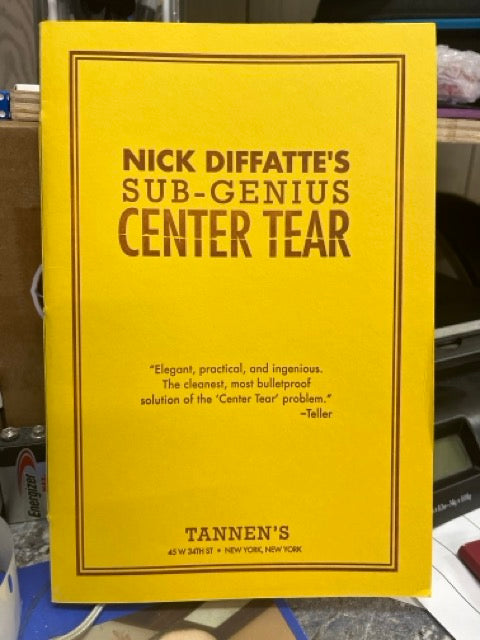 NICK DIFFATTE'S
SUB-GENIUS
CENTER TEAR
“Elegant, practical, and ingenious.
The cleanest, most bulletproof
solution of the ‘Center Tear’ problem.”
–Teller
TANNEN'S
45 W 34TH ST • NEW YORK, NEW YORK
Energizer